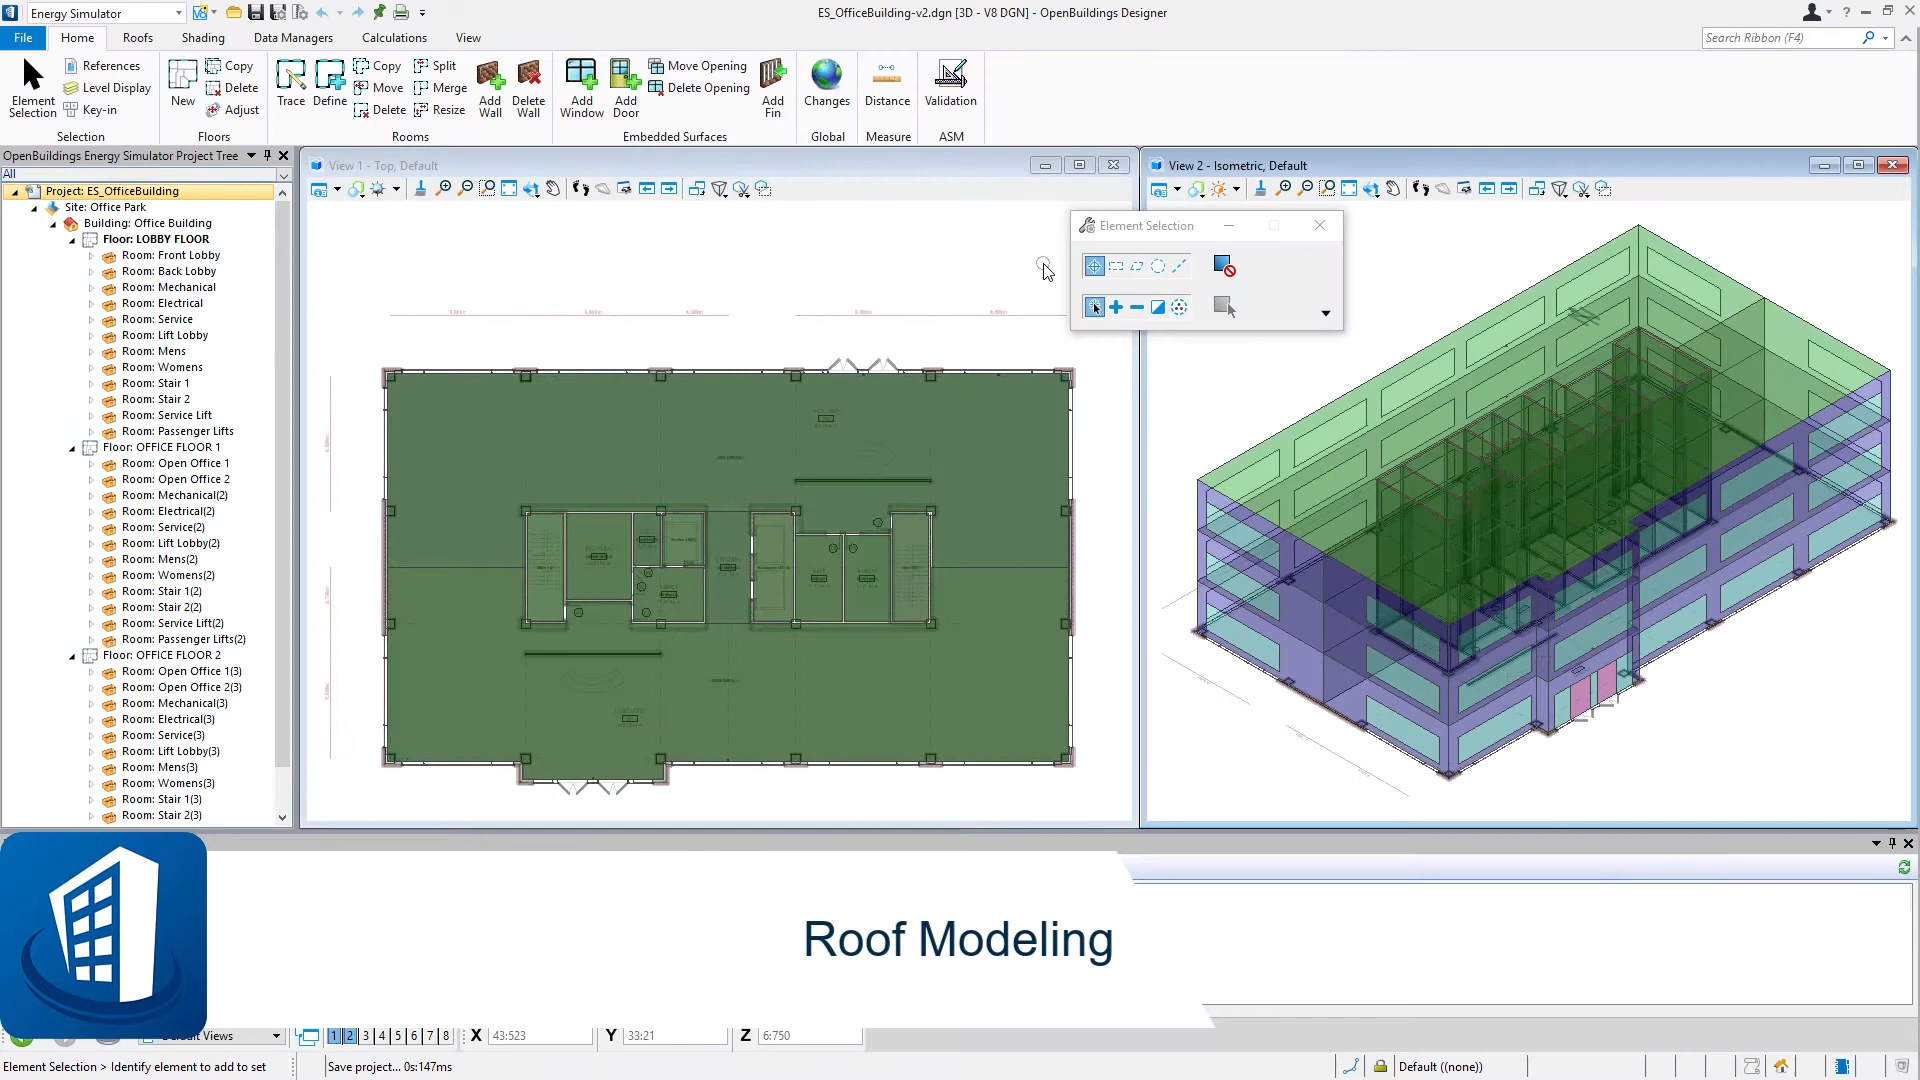 Energy Simulator
ES_OfficeBuilding-v2.dgn [3D - V8 DGN] - OpenBuildings Designer
File Home Roofs Shading Data Managers Calculations View
Search Ribbon (F4)
Element Selection
References
Level Display
Key-in
Selection
New
Copy
Delete
Adjust
Floors
Trace
Define
Copy
Move
Delete
Split
Merge
Resize
Add Wall
Delete Wall
Rooms
Add Window
Add Door
Move Opening
Delete Opening
Add Fin
Embedded Surfaces
Changes
Global
Distance
Measure
Validation
ASM
OpenBuildings Energy Simulator Project Tree
All
Project: ES_OfficeBuilding
Site: Office Park
Building: Office Building
Floor: LOBBY FLOOR
Room: Front Lobby
Room: Back Lobby
Room: Mechanical
Room: Electrical
Room: Service
Room: Lift Lobby
Room: Mens
Room: Womens
Room: Stair 1
Room: Stair 2
Room: Service Lift
Room: Passenger Lifts
Floor: OFFICE FLOOR 1
Room: Open Office 1
Room: Open Office 2
Room: Mechanical(2)
Room: Electrical(2)
Room: Service(2)
Room: Lift Lobby(2)
Room: Mens(2)
Room: Womens(2)
Room: Stair 1(2)
Room: Stair 2(2)
Room: Service Lift(2)
Room: Passenger Lifts(2)
Floor: OFFICE FLOOR 2
Room: Open Office 1(3)
Room: Open Office 2(3)
Room: Mechanical(3)
Room: Electrical(3)
Room: Service(3)
Room: Lift Lobby(3)
Room: Mens(3)
Room: Womens(3)
Room: Stair 1(3)
Room: Stair 2(3)
View 1 - Top, Default
View 2 - Isometric, Default
Element Selection
Roof Modeling
Views
1 2 3 4 5 6 7 8
X 43:523
Y 33:21
Z 6:750
Element Selection > Identify element to add to set
Save project... 0s:147ms
Default ((none))